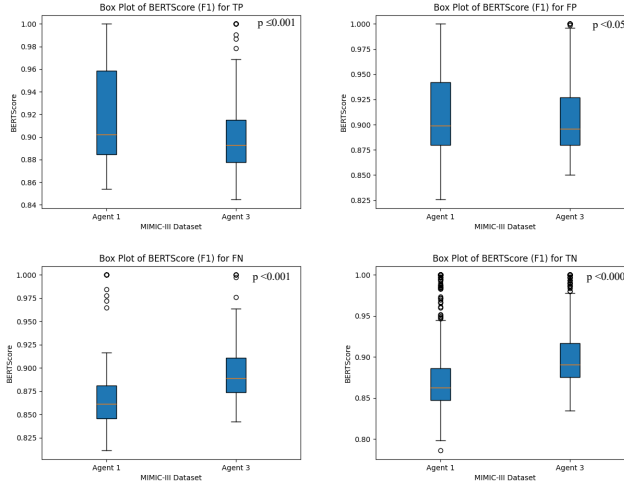 Box Plot of BERTScore (F1) for TP
p ≤0.001
1.00
0.98
0.96
0.94
0.92
0.90
0.88
0.86
0.84
BERTScore
Agent 1
Agent 3
MIMIC-III Dataset
Box Plot of BERTScore (F1) for FP
p <0.05
1.000
0.975
0.950
0.925
0.900
0.875
0.850
0.825
BERTScore
Agent 1
Agent 3
MIMIC-III Dataset
Box Plot of BERTScore (F1) for FN
p <0.001
1.000
0.975
0.950
0.925
0.900
0.875
0.850
0.825
BERTScore
Agent 1
Agent 3
MIMIC-III Dataset
Box Plot of BERTScore (F1) for TN
p <0.000
1.00
0.95
0.90
0.85
0.80
BERTScore
Agent 1
Agent 3
MIMIC-III Dataset